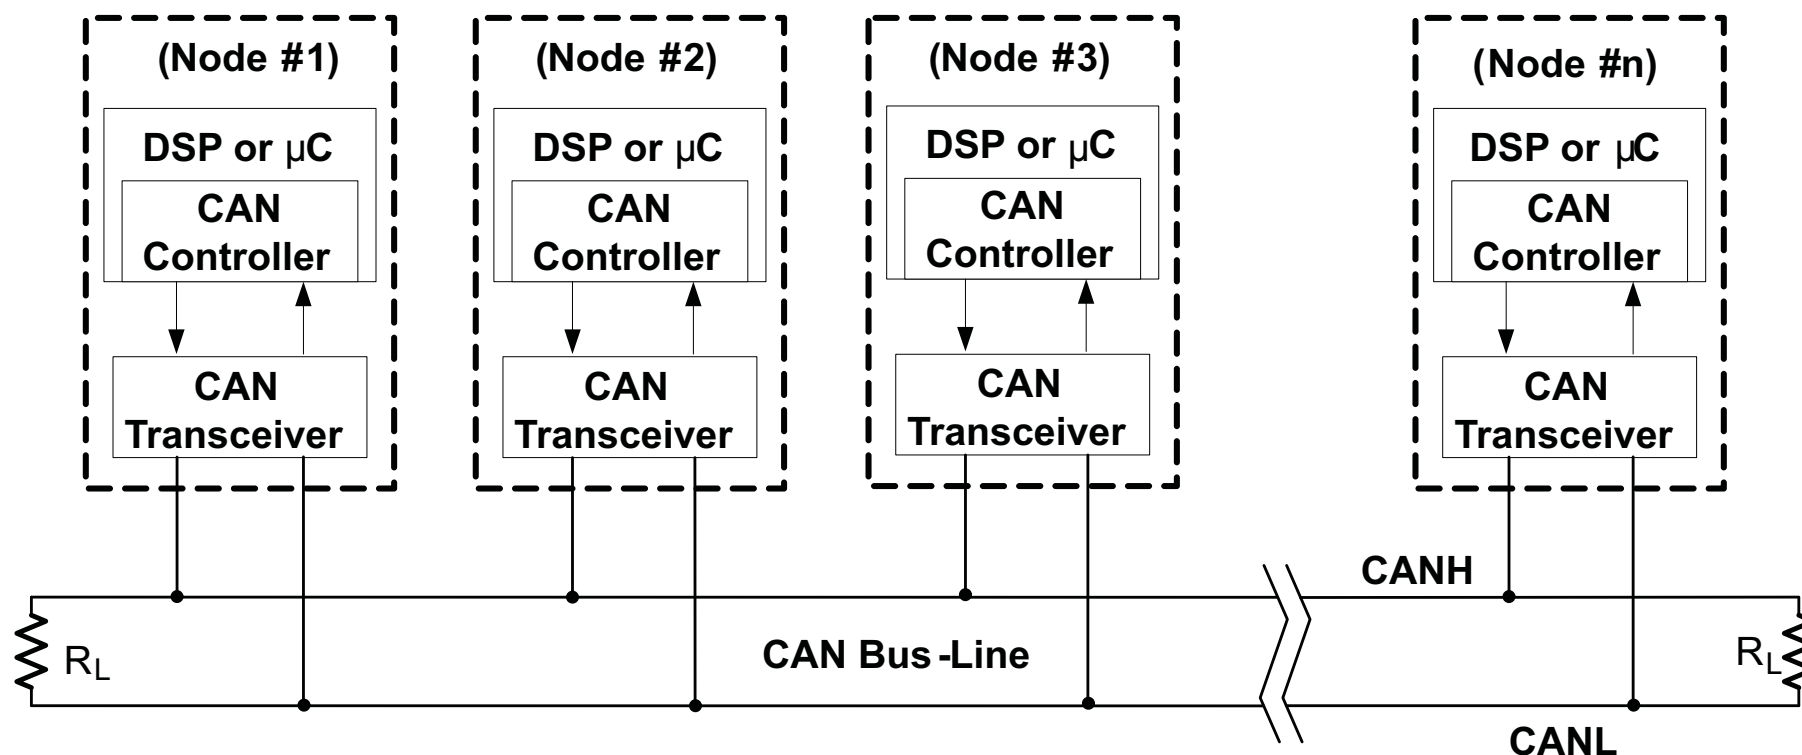 (Node #1)
DSP or µC
CAN
Controller
CAN
Transceiver
(Node #2)
DSP or µC
CAN
Controller
CAN
Transceiver
(Node #3)
DSP or µC
CAN
Controller
CAN
Transceiver
(Node #n)
DSP or µC
CAN
Controller
CAN
Transceiver
CANH
RL
CAN Bus-Line
RL
CANL